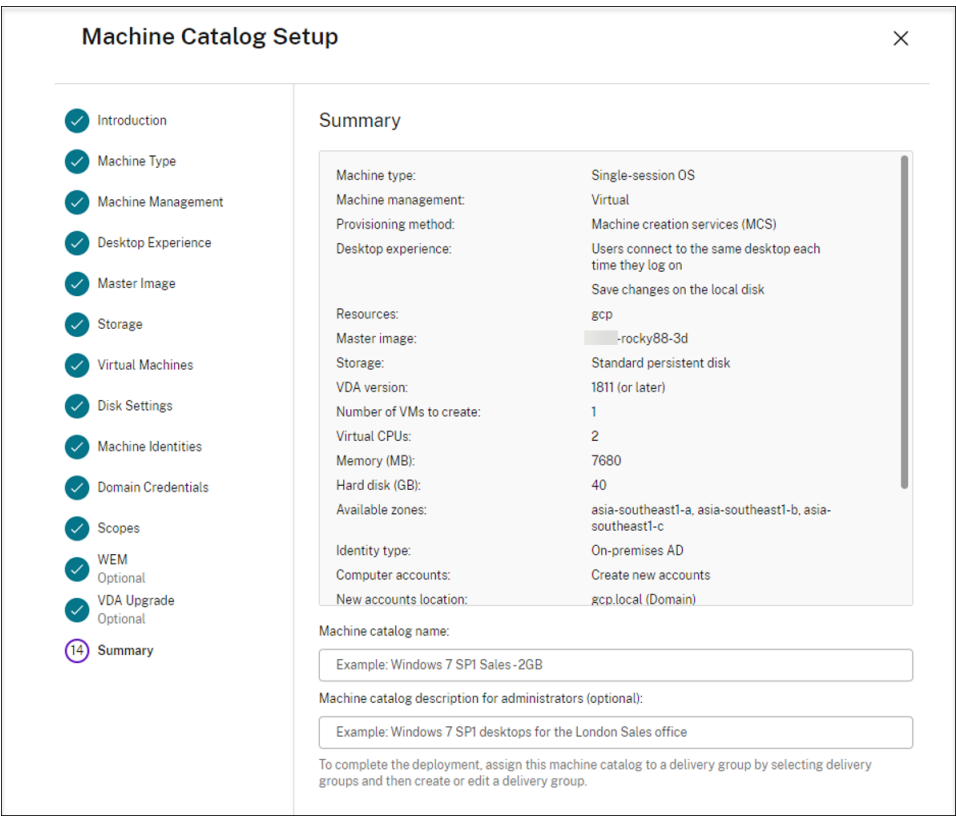 Machine Catalog Setup
Introduction
Machine Type
Machine Management
Desktop Experience
Master Image
Storage
Virtual Machines
Disk Settings
Machine Identities
Domain Credentials
Scopes
WEM
Optional
VDA Upgrade
Optional
14 Summary
Summary
Machine type: Single-session OS
Machine management: Virtual
Provisioning method: Machine creation services (MCS)
Desktop experience: Users connect to the same desktop each
time they log on
Save changes on the local disk
Resources: gcp
Master image: -rocky88-3d
Storage: Standard persistent disk
VDA version: 1811 (or later)
Number of VMs to create: 1
Virtual CPUs: 2
Memory (MB): 7680
Hard disk (GB): 40
Available zones: asia-southeast1-a, asia-southeast1-b, asia-
southeast1-c
Identity type: On-premises AD
Computer accounts: Create new accounts
New accounts location: gcp.local (Domain)
Machine catalog name:
Example: Windows 7 SP1 Sales - 2GB
Machine catalog description for administrators (optional):
Example: Windows 7 SP1 desktops for the London Sales office
To complete the deployment, assign this machine catalog to a delivery group by selecting delivery
groups and then create or edit a delivery group.